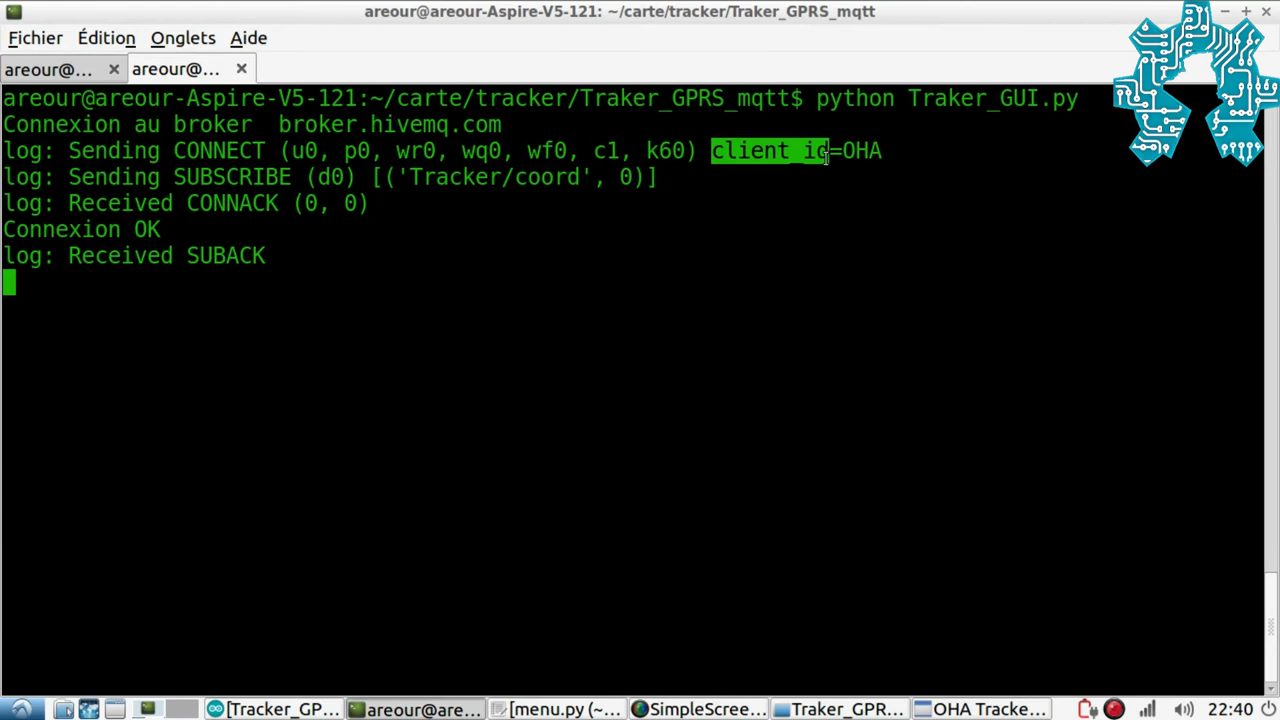 areour@areour-Aspire-V5-121: ~/carte/tracker/Traker_GPRS_mqtt
Fichier Édition Onglets Aide
areour@... areour@...
areour@areour-Aspire-V5-121:~/carte/tracker/Traker_GPRS_mqtt$ python Traker_GUI.py
Connexion au broker  broker.hivemq.com
log: Sending CONNECT (u0, p0, wr0, wq0, wf0, c1, k60) client_id=OHA
log: Sending SUBSCRIBE (d0) [('Tracker/coord', 0)]
log: Received CONNACK (0, 0)
Connexion OK
log: Received SUBACK
[Tracker_GP... areour@are... [menu.py (~... SimpleScree... Traker_GPR... OHA Tracke... 22:40